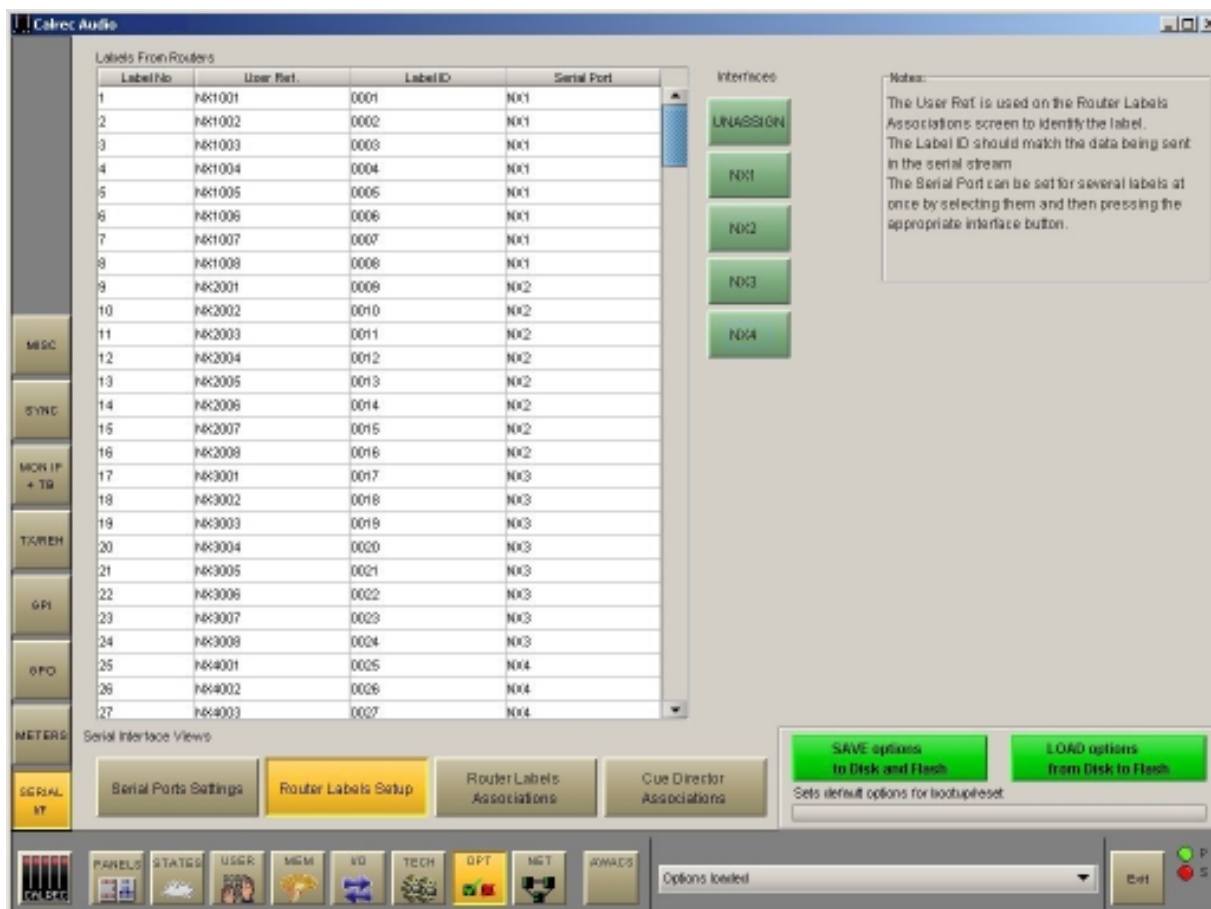 Calrec Audio
Labels From Routers
Label No User Ref. Label ID Serial Port
1 NX1001 0001 NX1
2 NX1002 0002 NX1
3 NX1003 0003 NX1
4 NX1004 0004 NX1
5 NX1005 0005 NX1
6 NX1006 0006 NX1
7 NX1007 0007 NX1
8 NX1008 0008 NX1
9 NX2001 0009 NX2
10 NX2002 0010 NX2
11 NX2003 0011 NX2
12 NX2004 0012 NX2
13 NX2005 0013 NX2
14 NX2006 0014 NX2
15 NX2007 0015 NX2
16 NX2008 0016 NX2
17 NX3001 0017 NX3
18 NX3002 0018 NX3
19 NX3003 0019 NX3
20 NX3004 0020 NX3
21 NX3005 0021 NX3
22 NX3006 0022 NX3
23 NX3007 0023 NX3
24 NX3008 0024 NX3
25 NX4001 0025 NX4
26 NX4002 0026 NX4
27 NX4003 0027 NX4
Interfaces
UNASSIGN
NX1
NX2
NX3
NX4
Notes:
The User Ref. is used on the Router Labels
Associations screen to identify the label.
The Label ID should match the data being sent
in the serial stream
The Serial Port can be set for several labels at
once by selecting them and then pressing the
appropriate interface button.
MISC
SYNC
MON IP
+ TB
TX/REH
GPI
GPO
METERS
SERIAL
I/F
Serial Interface Views
Serial Ports Settings
Router Labels Setup
Router Labels
Associations
Cue Director
Associations
SAVE options
to Disk and Flash
LOAD options
from Disk to Flash
Sets default options for bootup/reset
CALREC
PANELS
STATES
USER
MEM
I/O
TECH
OPT
NET
AWACS
Options loaded
Exit
P
S